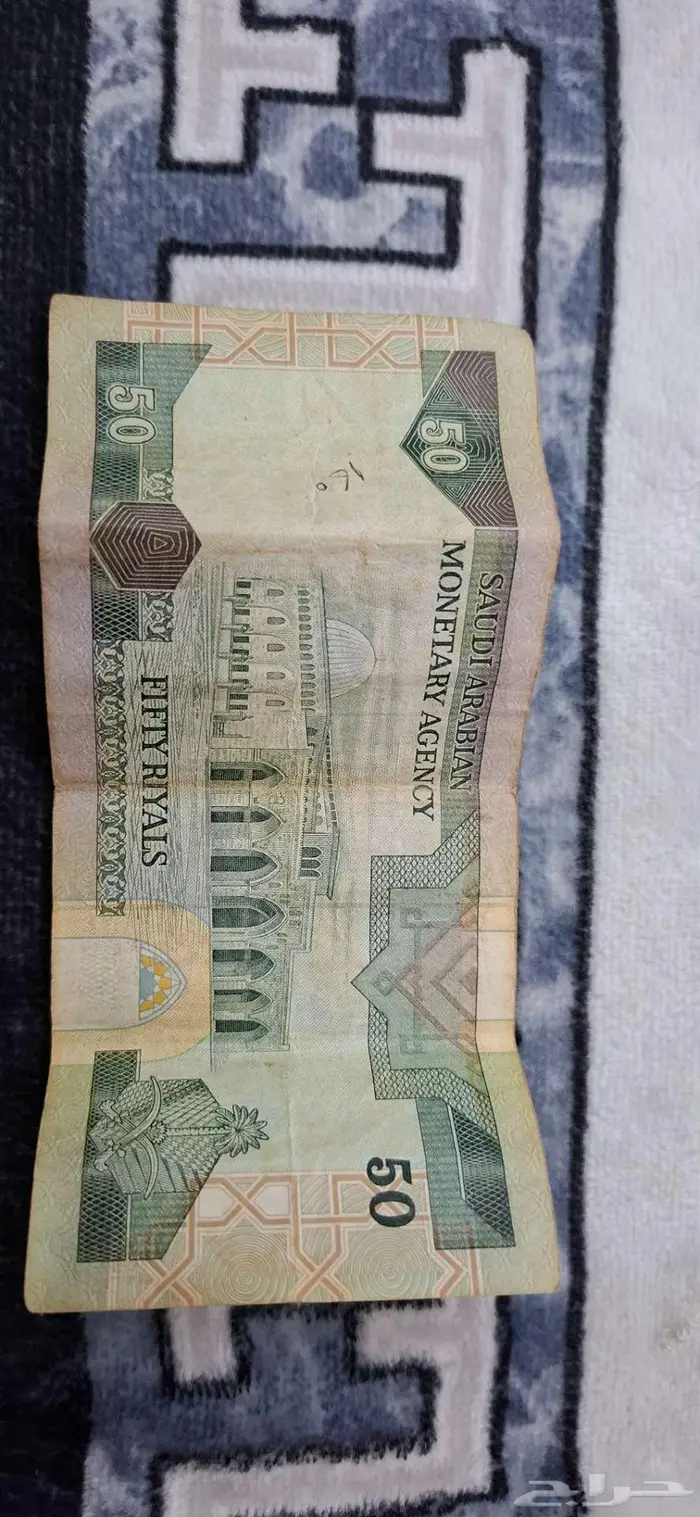 50
SAUDI ARABIAN
MONETARY AGENCY
50
50
FIFTY RIYALS
حراج